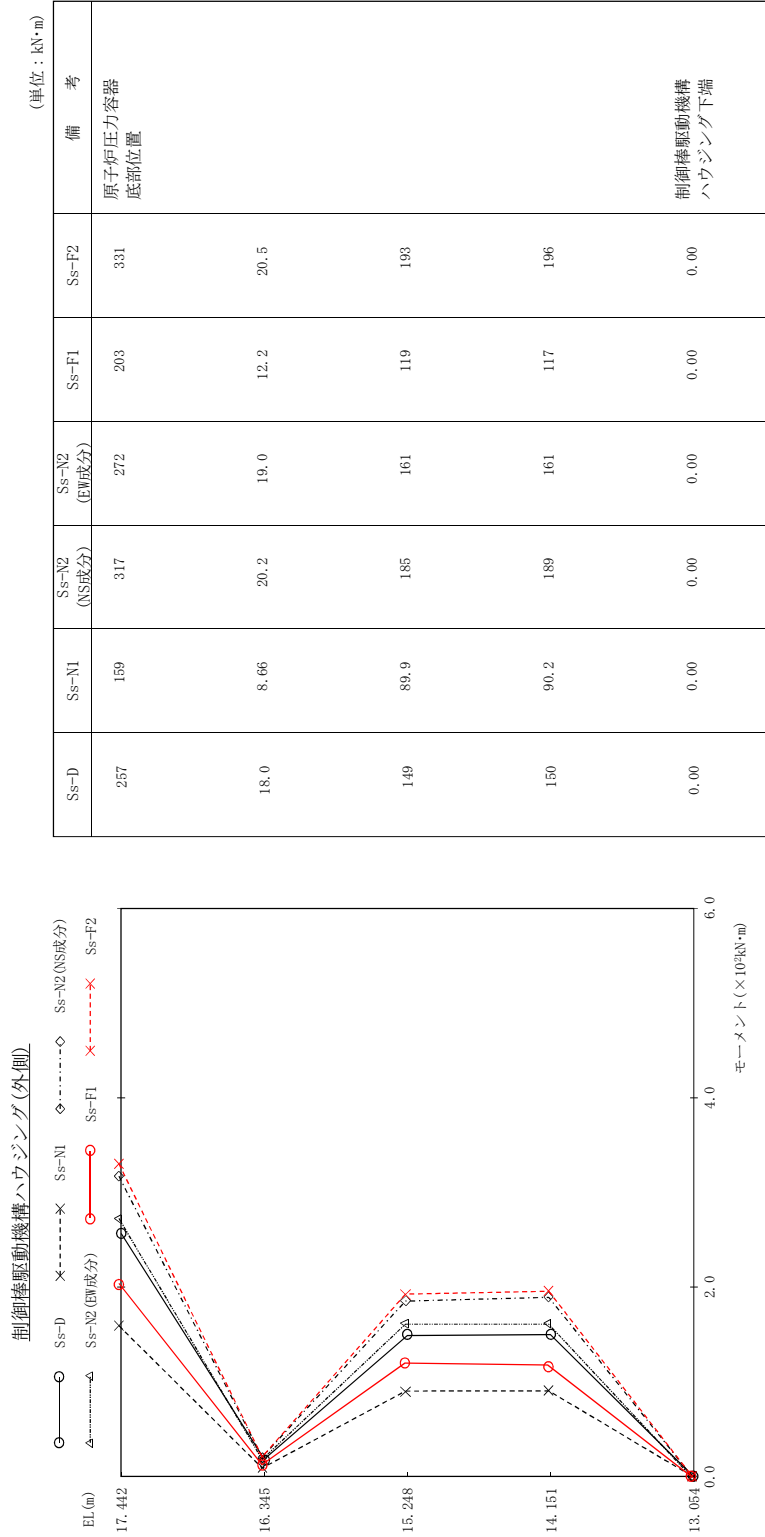 制御棒駆動機構ハウジング(外側)
Ss-D Ss-N1 Ss-N2(NS成分)
Ss-N2(EW成分) Ss-F1 Ss-F2
EL(m)
17.442
16.345
15.248
14.151
13.054
0.0 2.0 4.0 6.0
モーメント(×10²kN・m)
(単位:kN・m)
Ss-D Ss-N1 Ss-N2 (NS成分) Ss-N2 (EW成分) Ss-F1 Ss-F2 備 考
257 159 317 272 203 331 原子炉圧力容器
底部位置
18.0 8.66 20.2 19.0 12.2 20.5
149 89.9 185 161 119 193
150 90.2 189 161 117 196
0.00 0.00 0.00 0.00 0.00 0.00 制御棒駆動機構
ハウジング下端